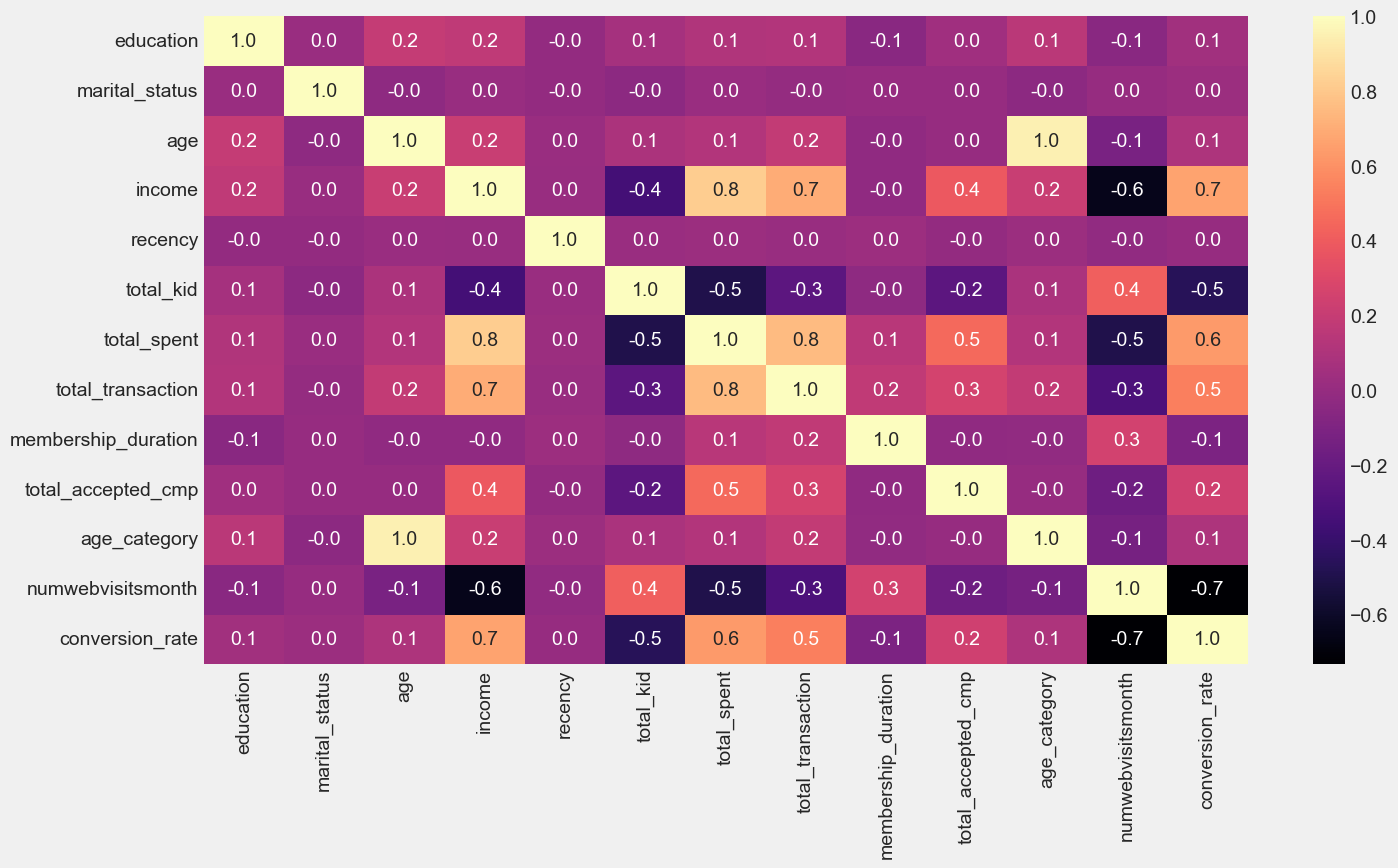 education 1.0 0.0 0.2 0.2 -0.0 0.1 0.1 0.1 -0.1 0.0 0.1 -0.1 0.1
marital_status 0.0 1.0 -0.0 0.0 -0.0 -0.0 0.0 -0.0 0.0 0.0 -0.0 0.0 0.0
age 0.2 -0.0 1.0 0.2 0.0 0.1 0.1 0.2 -0.0 0.0 1.0 -0.1 0.1
income 0.2 0.0 0.2 1.0 0.0 -0.4 0.8 0.7 -0.0 0.4 0.2 -0.6 0.7
recency -0.0 -0.0 0.0 0.0 1.0 0.0 0.0 0.0 0.0 -0.0 0.0 -0.0 0.0
total_kid 0.1 -0.0 0.1 -0.4 0.0 1.0 -0.5 -0.3 -0.0 -0.2 0.1 0.4 -0.5
total_spent 0.1 0.0 0.1 0.8 0.0 -0.5 1.0 0.8 0.1 0.5 0.1 -0.5 0.6
total_transaction 0.1 -0.0 0.2 0.7 0.0 -0.3 0.8 1.0 0.2 0.3 0.2 -0.3 0.5
membership_duration -0.1 0.0 -0.0 -0.0 0.0 -0.0 0.1 0.2 1.0 -0.0 -0.0 0.3 -0.1
total_accepted_cmp 0.0 0.0 0.0 0.4 -0.0 -0.2 0.5 0.3 -0.0 1.0 -0.0 -0.2 0.2
age_category 0.1 -0.0 1.0 0.2 0.0 0.1 0.1 0.2 -0.0 -0.0 1.0 -0.1 0.1
numwebvisitsmonth -0.1 0.0 -0.1 -0.6 -0.0 0.4 -0.5 -0.3 0.3 -0.2 -0.1 1.0 -0.7
conversion_rate 0.1 0.0 0.1 0.7 0.0 -0.5 0.6 0.5 -0.1 0.2 0.1 -0.7 1.0
education
marital_status
age
income
recency
total_kid
total_spent
total_transaction
membership_duration
total_accepted_cmp
age_category
numwebvisitsmonth
conversion_rate
1.0
0.8
0.6
0.4
0.2
0.0
−0.2
−0.4
−0.6